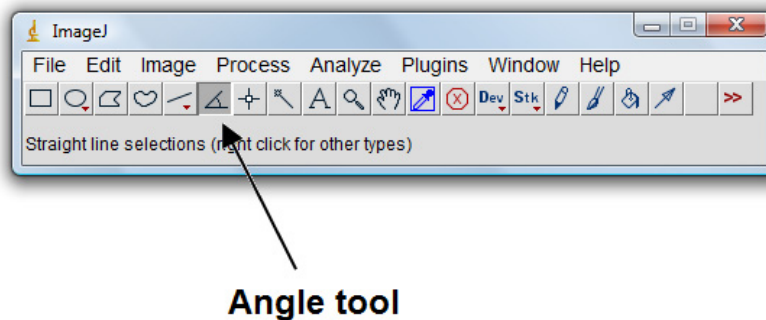 ImageJ
File Edit Image Process Analyze Plugins Window Help
A Dev Stk >>
Straight line selections (right click for other types)
Angle tool